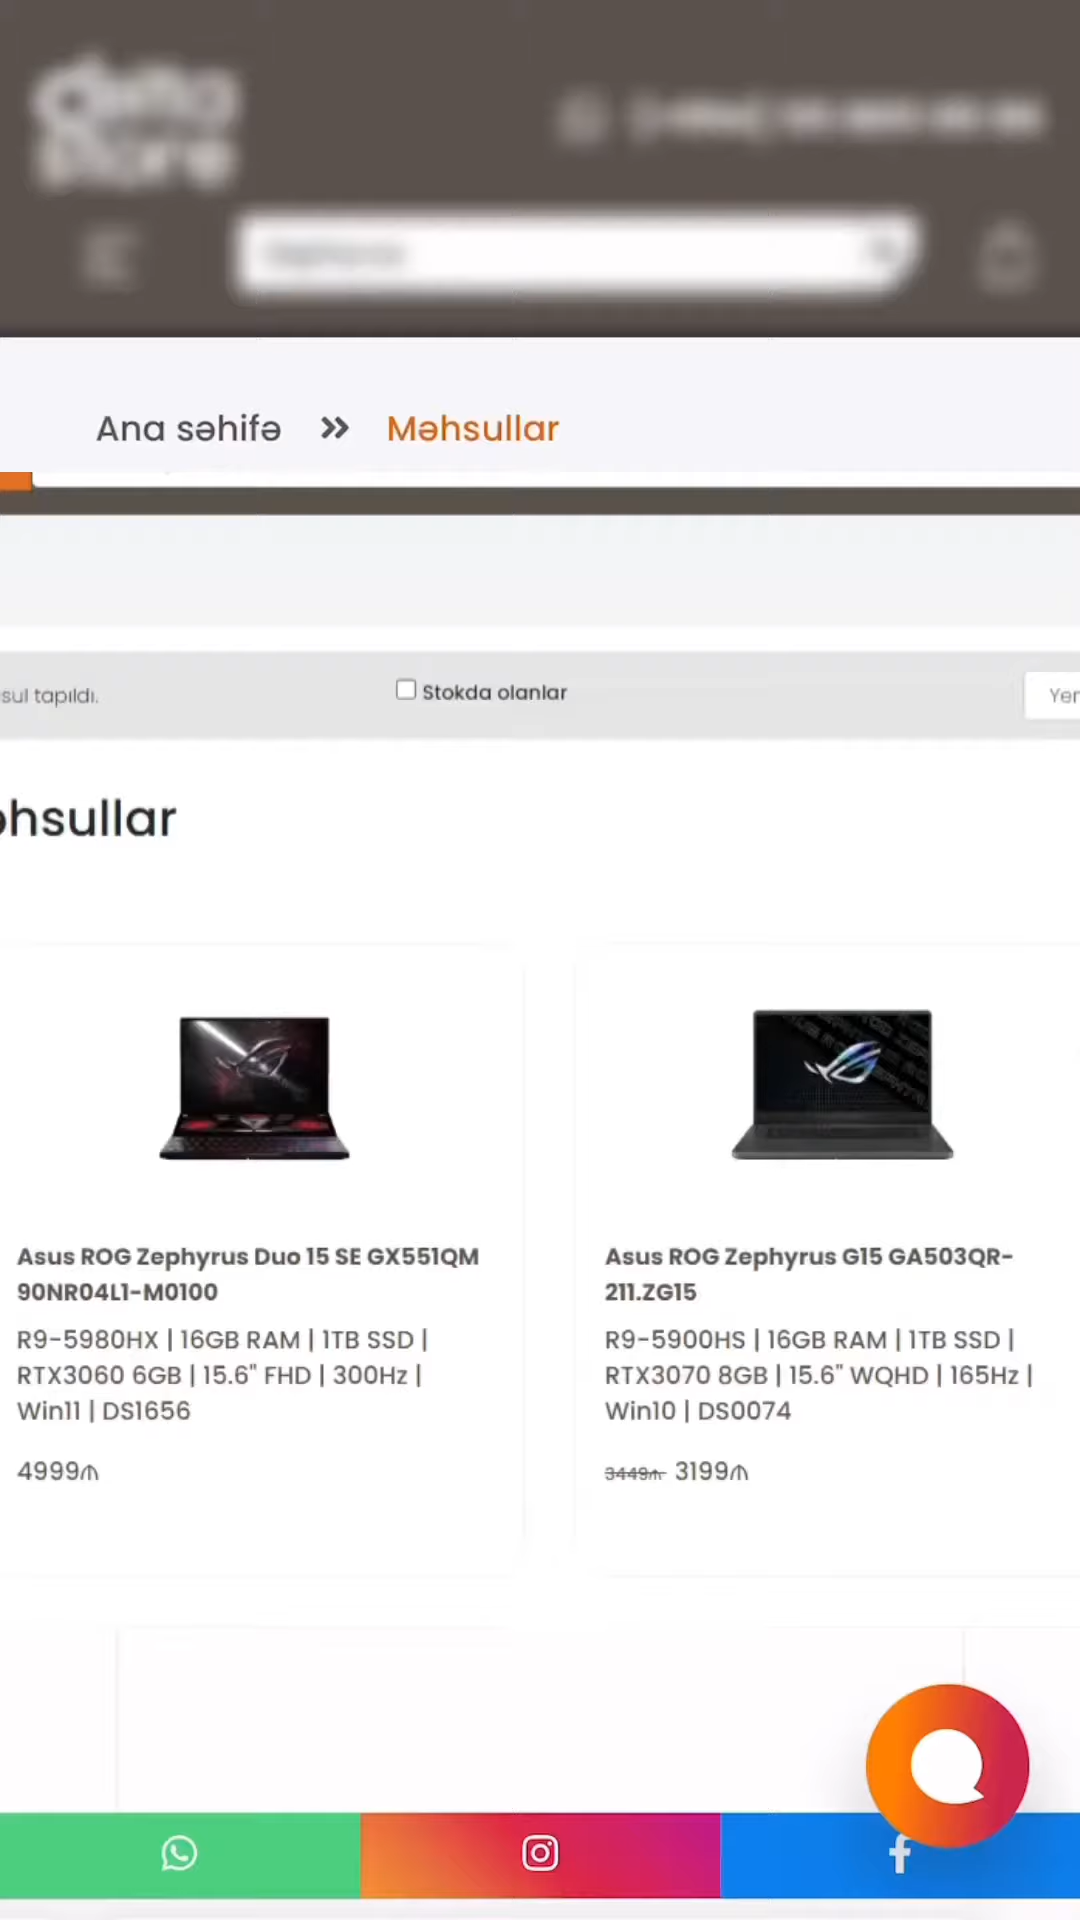 Ana səhifə » Məhsullar
sul tapıldı.
Stokda olanlar
Yen
əhsullar
Asus ROG Zephyrus Duo 15 SE GX551QM
90NR04L1-M0100
R9-5980HX | 16GB RAM | 1TB SSD |
RTX3060 6GB | 15.6" FHD | 300Hz |
Win11 | DS1656
4999₼
Asus ROG Zephyrus G15 GA503QR-
211.ZG15
R9-5900HS | 16GB RAM | 1TB SSD |
RTX3070 8GB | 15.6" WQHD | 165Hz |
Win10 | DS0074
3449₼ 3199₼